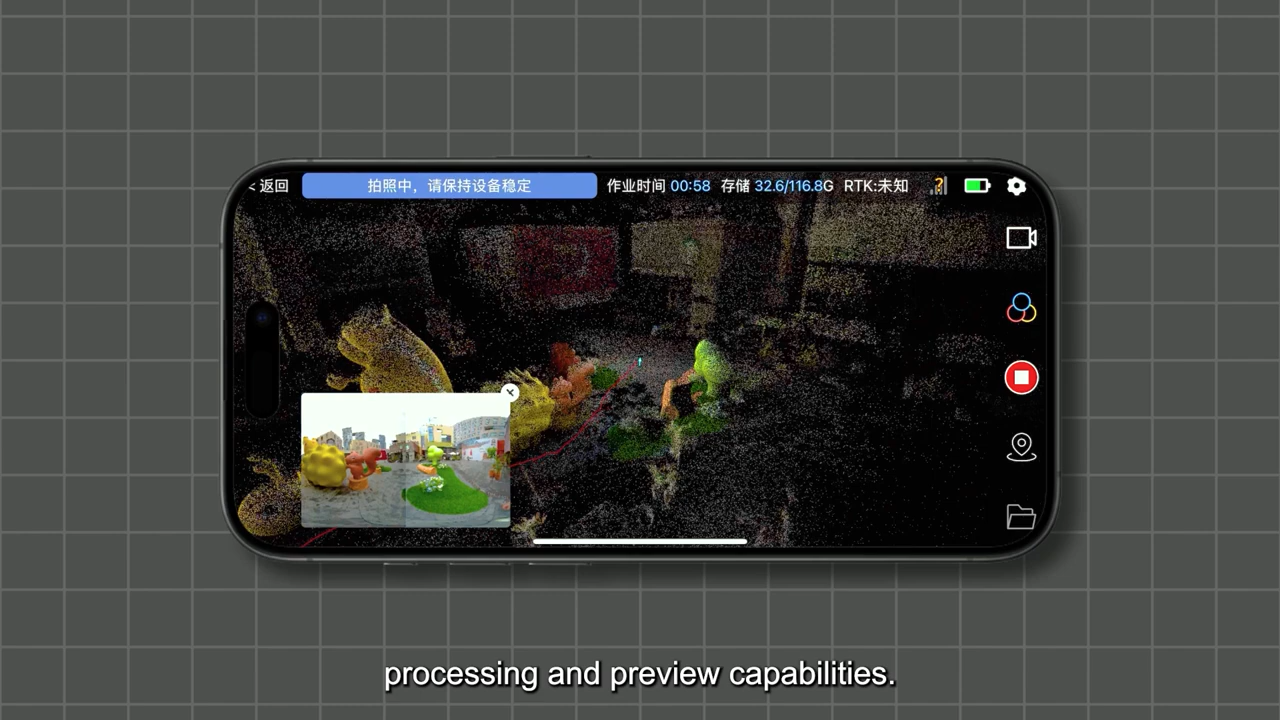 < 返回 拍照中，请保持设备稳定 作业时间 00:58 存储 32.6/116.8G RTK:未知
processing and preview capabilities.